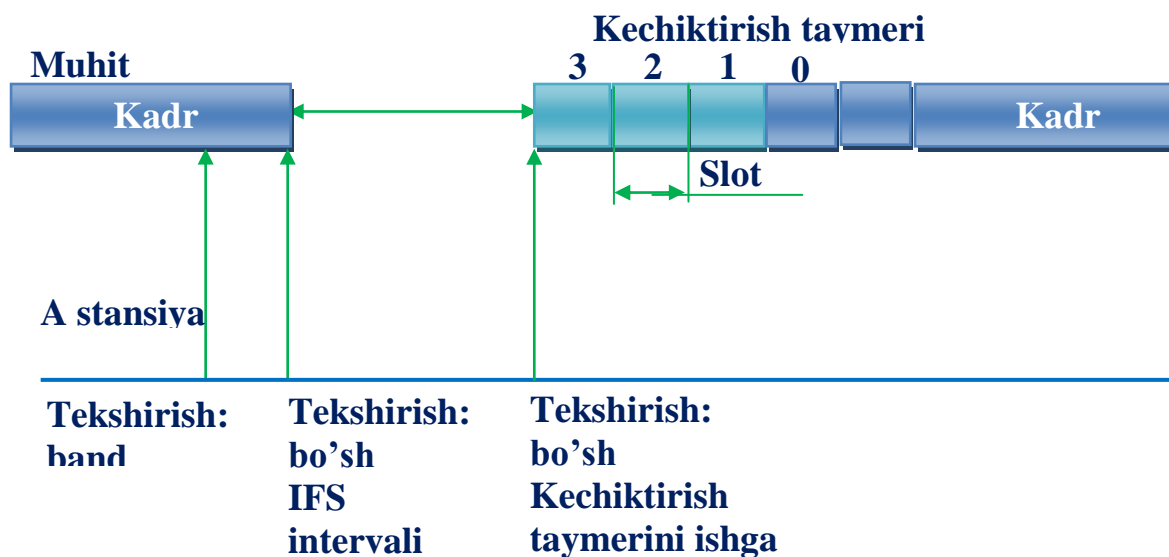 Kechiktirish taymeri
Muhit
3 2 1 0
Kadr
Kadr
Slot
A stansiya
Tekshirish:
band
Tekshirish:
bo’sh
IFS
intervali
Tekshirish:
bo’sh
Kechiktirish
taymerini ishga